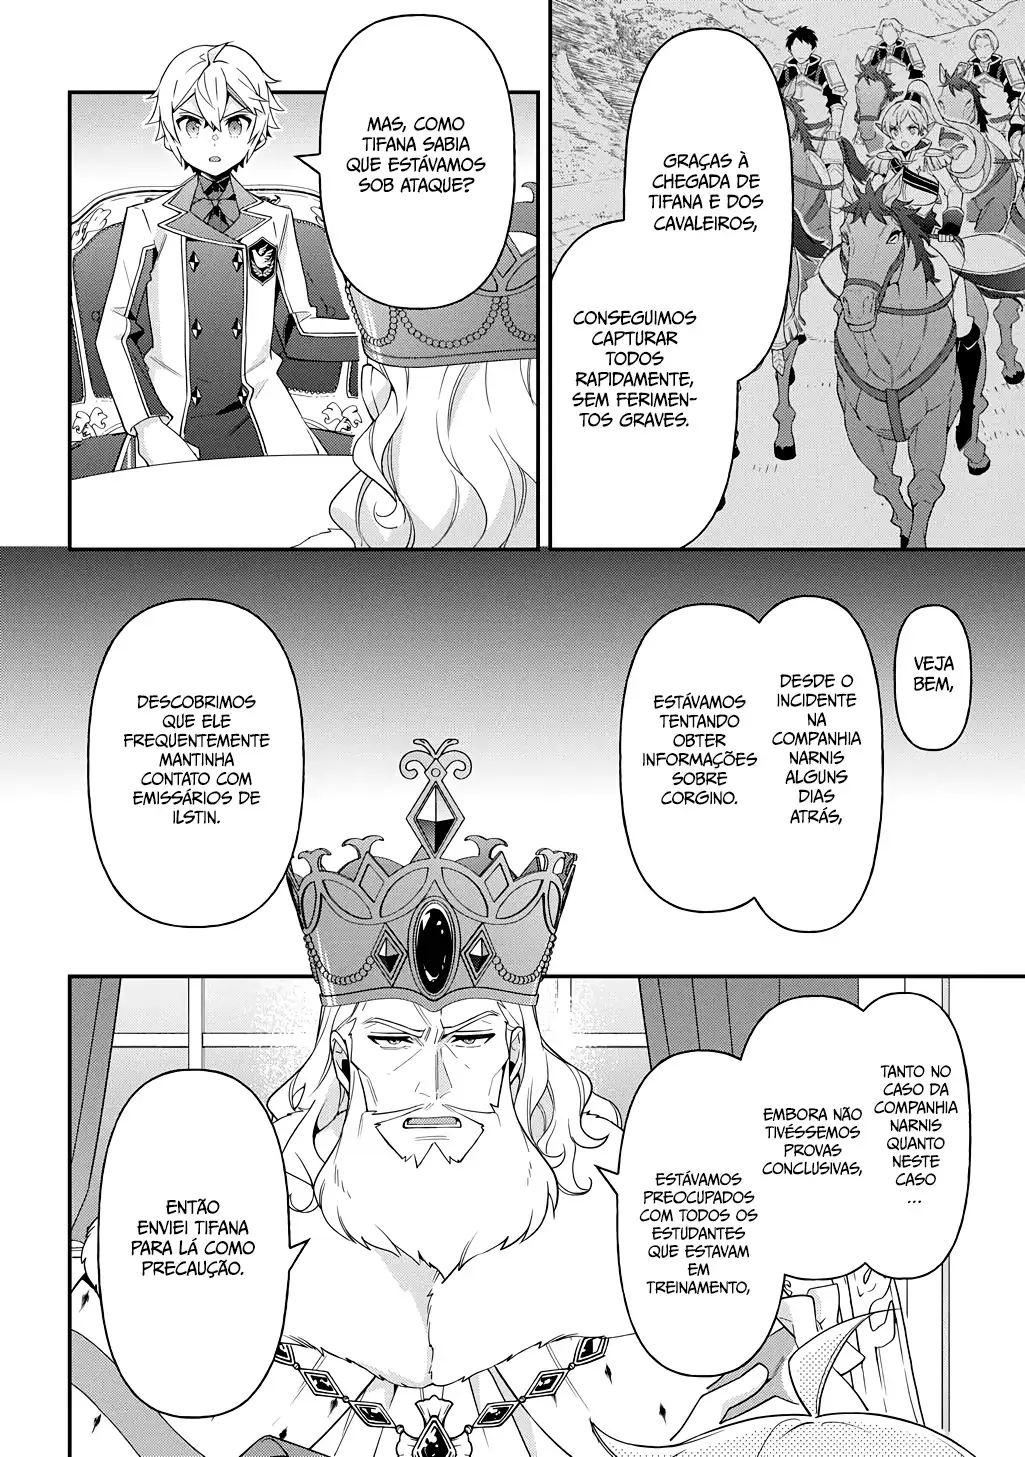 GRAÇAS À
CHEGADA DE
TIFANA E DOS
CAVALEIROS,
CONSEGUIMOS
CAPTURAR
TODOS
RAPIDAMENTE,
SEM FERIMEN-
TOS GRAVES.
MAS, COMO
TIFANA SABIA
QUE ESTÁVAMOS
SOB ATAQUE?
VEJA
BEM,
DESDE O
INCIDENTE
NA
COMPANHIA
NARNIS
ALGUNS
DIAS
ATRÁS,
ESTÁVAMOS
TENTANDO
OBTER
INFORMAÇÕES
SOBRE
CORGINO.
DESCOBRIMOS
QUE ELE
FREQUENTEMENTE
MANTINHA
CONTATO COM
EMISSÁRIOS DE
ILSTIN.
TANTO NO
CASO DA
COMPANHIA
NARNIS
QUANTO
NESTE
CASO
...
EMBORA NÃO
TIVÉSSEMOS
PROVAS
CONCLUSIVAS,
ESTÁVAMOS
PREOCUPADOS
COM TODOS OS
ESTUDANTES
QUE ESTAVAM
EM
TREINAMENTO,
ENTÃO
ENVIEI TIFANA
PARA LÁ COMO
PRECAUÇÃO.